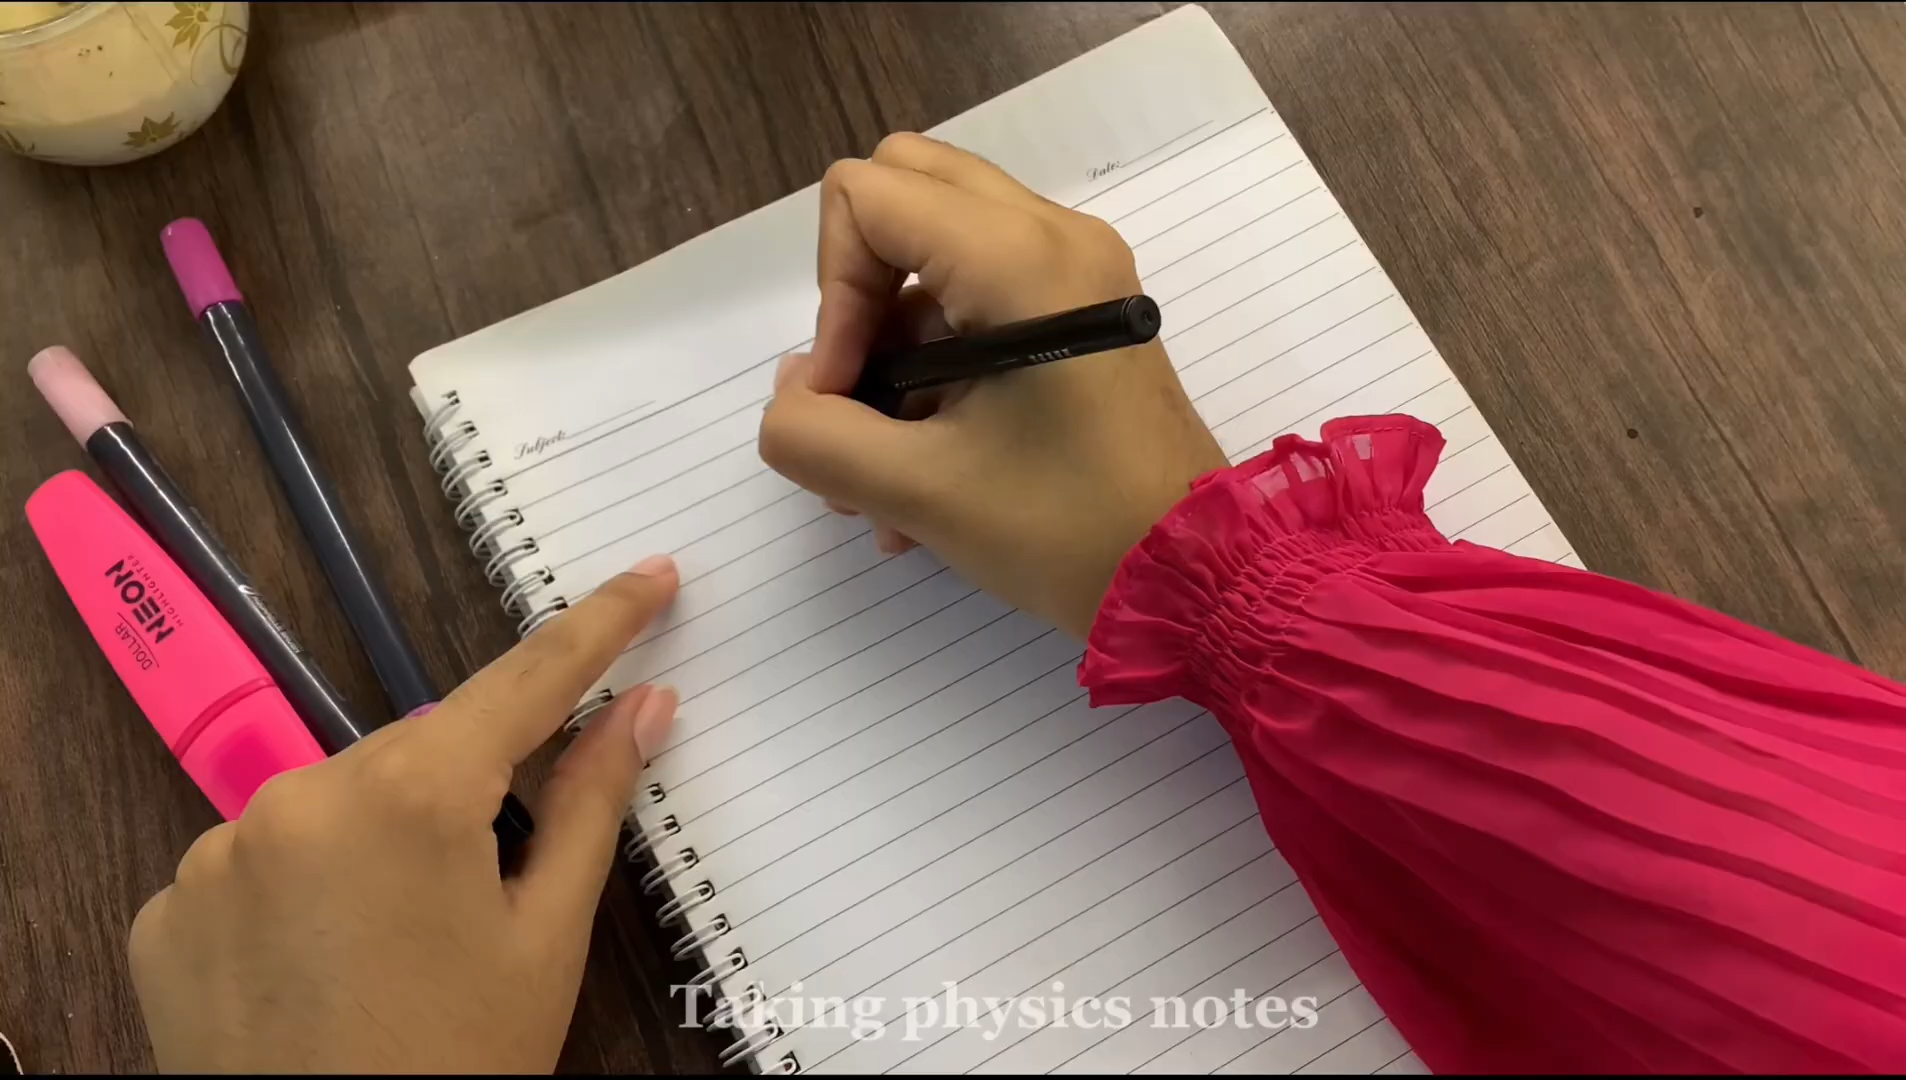 Date:
Subject:
NEON
HIGHLIGHTER
DOLLAR
Taking physics notes